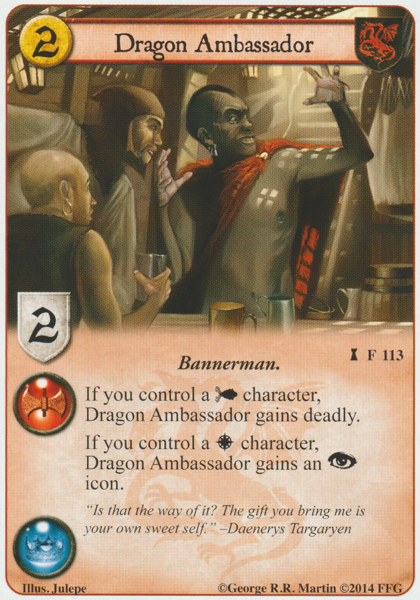 2
Dragon Ambassador
2
Bannerman.
F 113
If you control a character,
Dragon Ambassador gains deadly.
If you control a character,
Dragon Ambassador gains an
icon.
“Is that the way of it? The gift you bring me is
your own sweet self.” –Daenerys Targaryen
Illus. Julepe
©George R.R. Martin ©2014 FFG